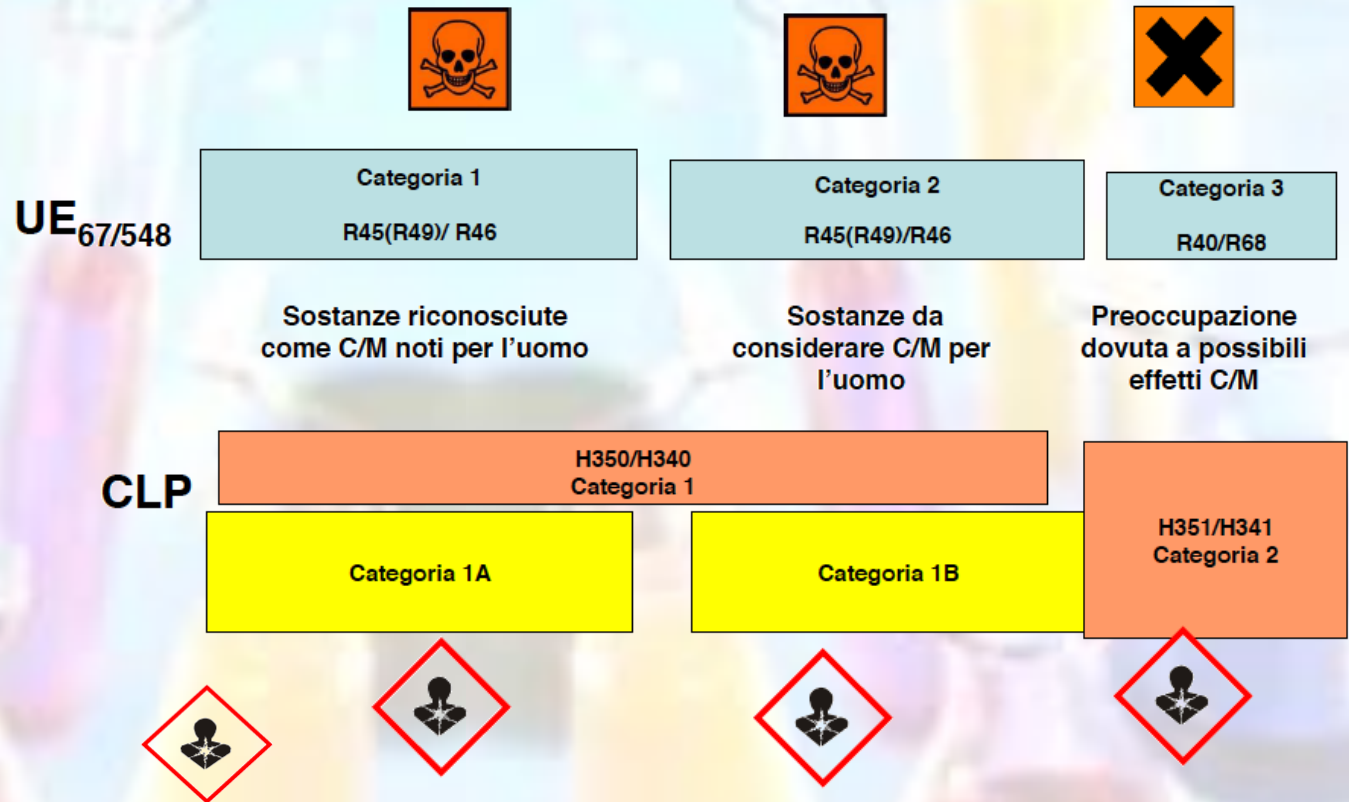 UE67/548
Categoria 1
R45(R49)/ R46
Categoria 2
R45(R49)/R46
Categoria 3
R40/R68
Sostanze riconosciute
come C/M noti per l'uomo
Sostanze da
considerare C/M per
l'uomo
Preoccupazione
dovuta a possibili
effetti C/M
CLP
H350/H340
Categoria 1
Categoria 1A
Categoria 1B
H351/H341
Categoria 2